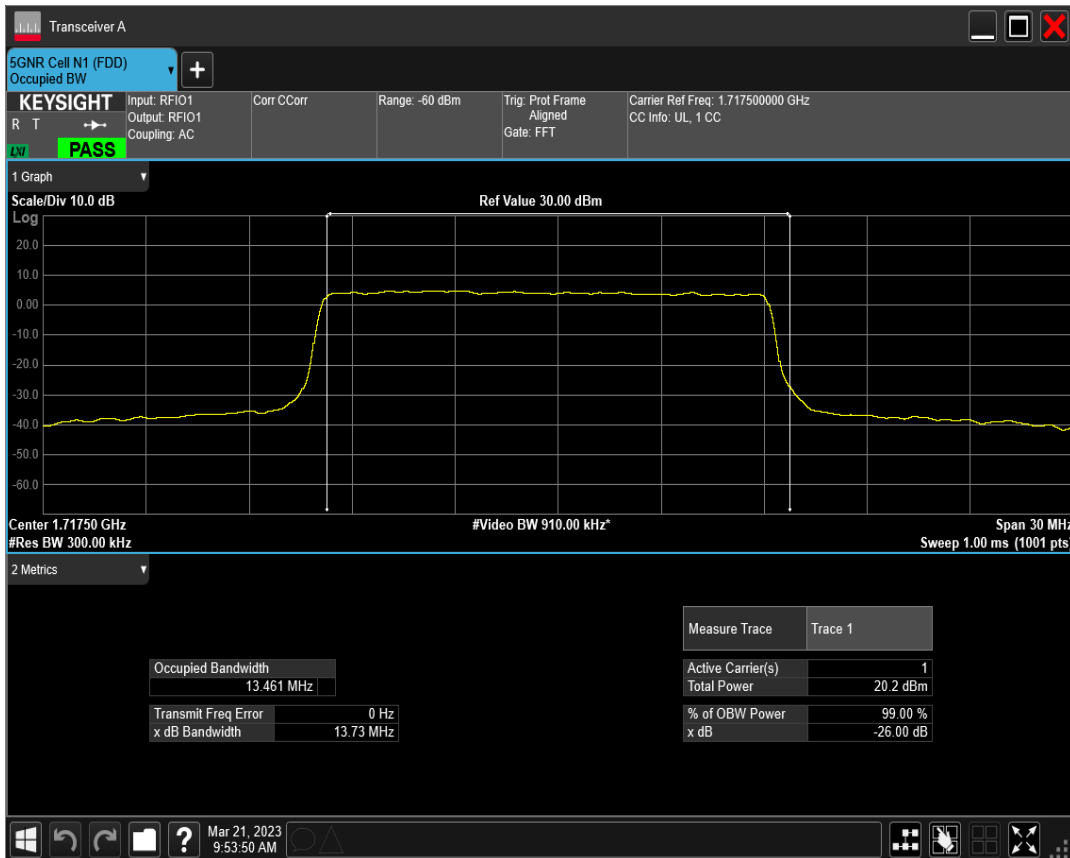 Transceiver A
5GNR Cell N1 (FDD)
Occupied BW
+
KEYSIGHT
R T
LXI
PASS
Input: RFIO1
Output: RFIO1
Coupling: AC
Corr CCorr
Range: -60 dBm
Trig: Prot Frame
Aligned
Gate: FFT
Carrier Ref Freq: 1.717500000 GHz
CC Info: UL, 1 CC
1 Graph
Scale/Div 10.0 dB
Ref Value 30.00 dBm
Log
20.0
10.0
0.00
-10.0
-20.0
-30.0
-40.0
-50.0
-60.0
Center 1.71750 GHz
#Video BW 910.00 kHz*
Span 30 MHz
#Res BW 300.00 kHz
Sweep 1.00 ms (1001 pts)
2 Metrics
Measure Trace Trace 1
Occupied Bandwidth
13.461 MHz
Active Carrier(s) 1
Total Power 20.2 dBm
Transmit Freq Error 0 Hz
x dB Bandwidth 13.73 MHz
% of OBW Power 99.00 %
x dB -26.00 dB
?
Mar 21, 2023
9:53:50 AM